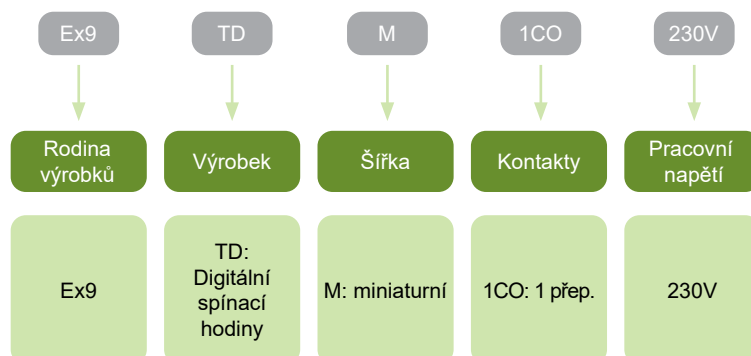 Ex9
TD
M
1CO
230V
Rodina
výrobků
Výrobek
Šířka
Kontakty
Pracovní
napětí
Ex9
TD:
Digitální
spínací
hodiny
M: miniaturní
1CO: 1 přep.
230V